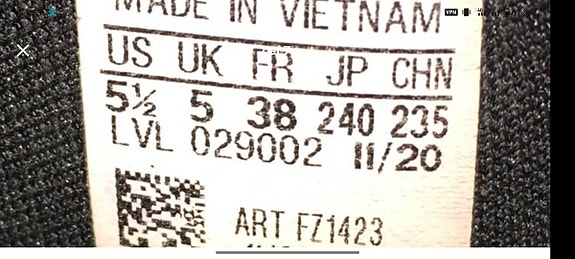 MADE IN VIETNAM
US UK FR JP CHN
5½ 5 38 240 235
LVL 029002 11/20
ART FZ1423